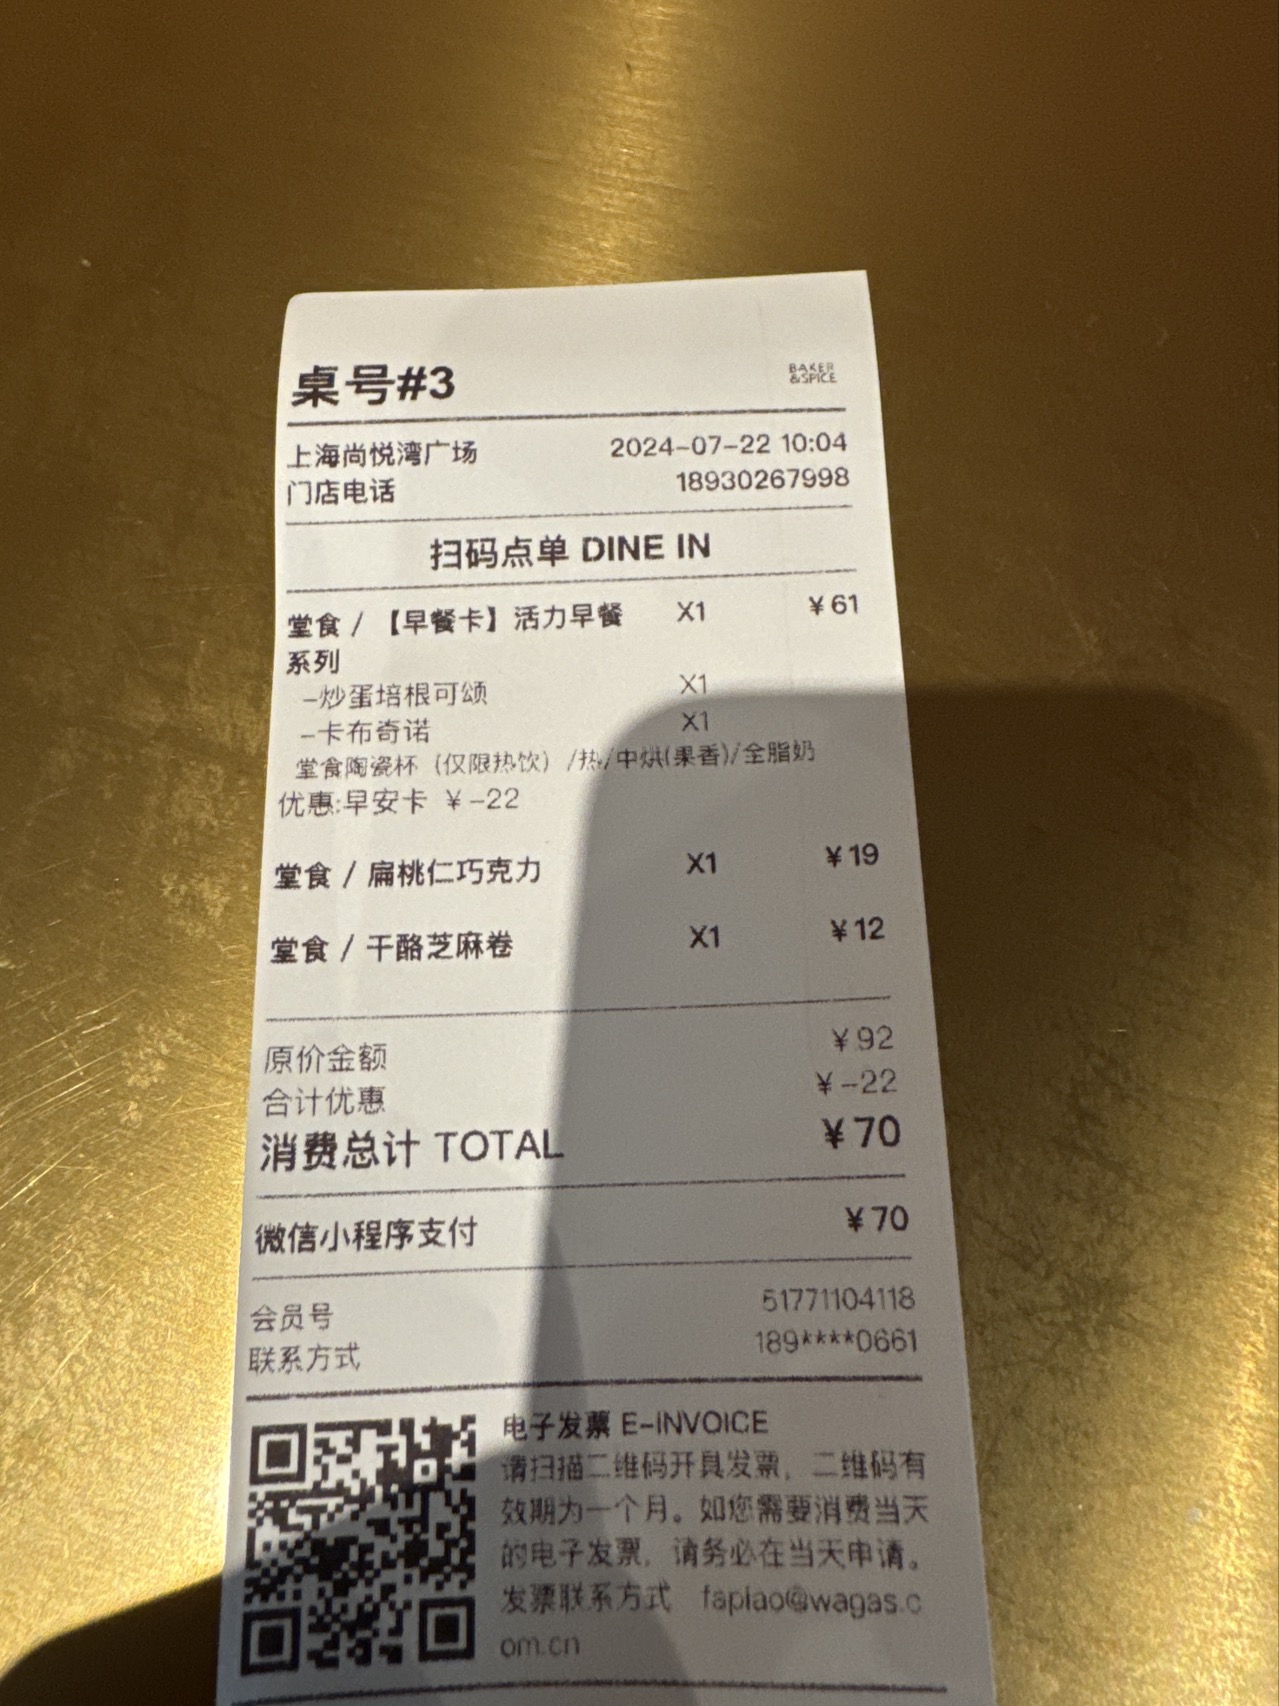 桌号#3
BAKER
&SPICE
上海尚悦湾广场 2024-07-22 10:04
门店电话 18930267998
扫码点单 DINE IN
堂食 / 【早餐卡】活力早餐 X1 ¥61
系列
-炒蛋培根可颂 X1
-卡布奇诺 X1
堂食陶瓷杯（仅限热饮）/热/中烘(果香)/全脂奶
优惠:早安卡 ¥-22
堂食 / 扁桃仁巧克力 X1 ¥19
堂食 / 干酪芝麻卷 X1 ¥12
原价金额 ¥92
合计优惠 ¥-22
消费总计 TOTAL ¥70
微信小程序支付 ¥70
会员号 51771104118
联系方式 189****0661
电子发票 E-INVOICE
请扫描二维码开具发票，二维码有
效期为一个月。如您需要消费当天
的电子发票，请务必在当天申请。
发票联系方式 fapiao@wagas.c
om.cn